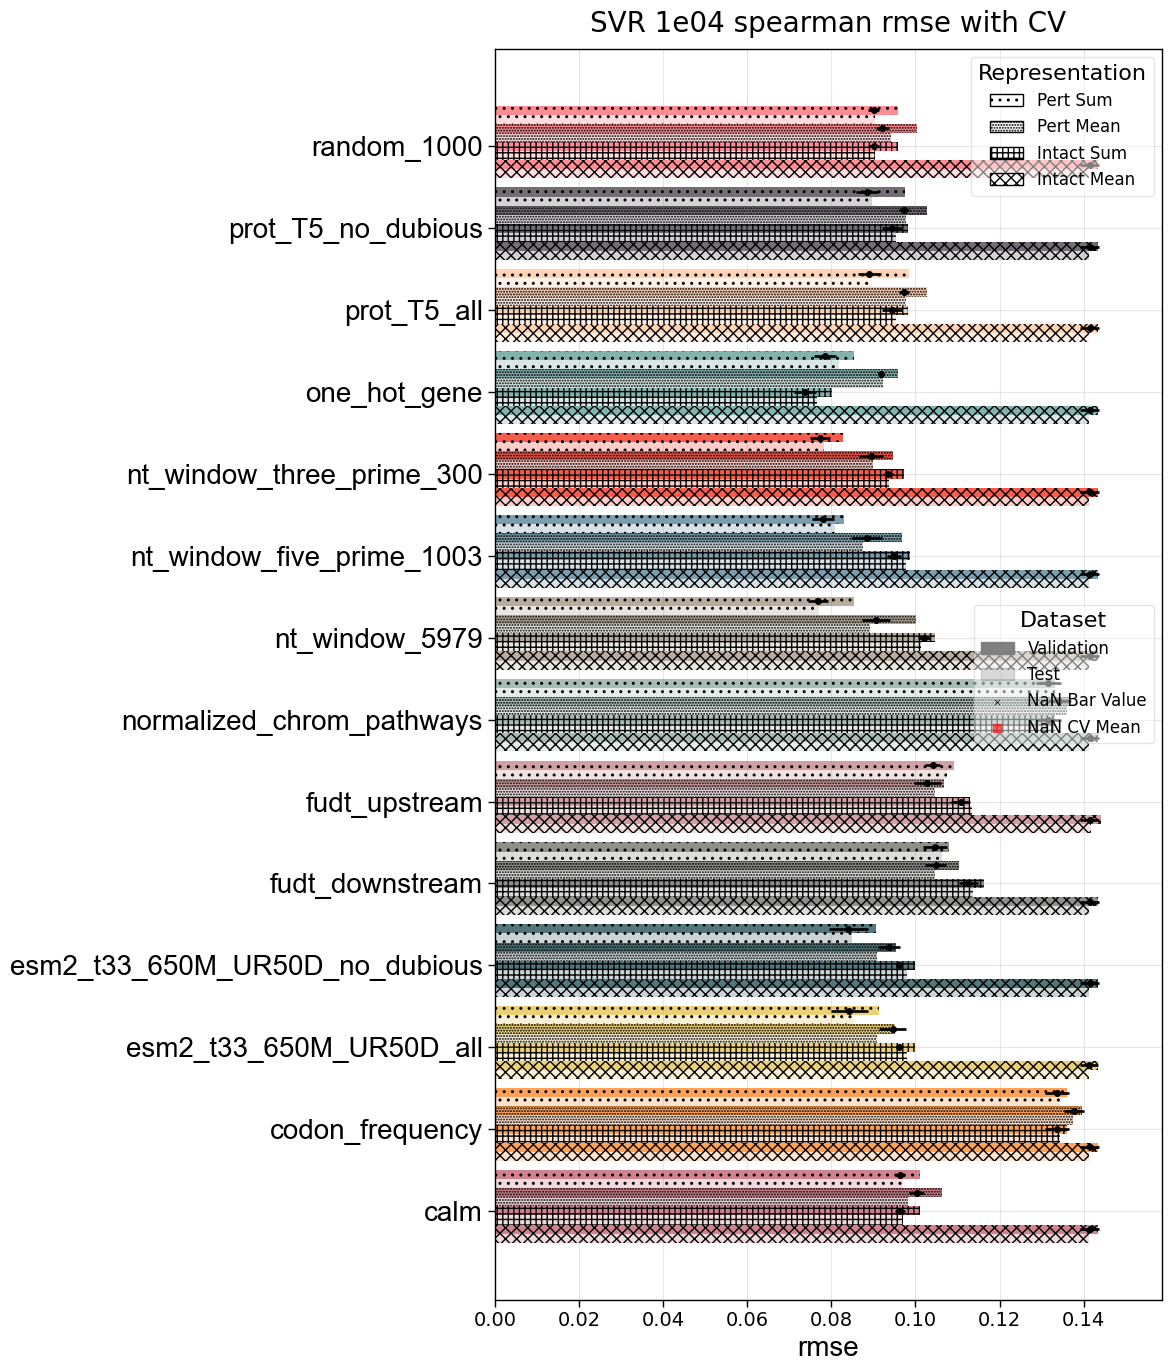 SVR 1e04 spearman rmse with CV
Representation
Pert Sum
Pert Mean
Intact Sum
Intact Mean
random_1000
prot_T5_no_dubious
prot_T5_all
one_hot_gene
nt_window_three_prime_300
nt_window_five_prime_1003
nt_window_5979
normalized_chrom_pathways
fudt_upstream
fudt_downstream
esm2_t33_650M_UR50D_no_dubious
esm2_t33_650M_UR50D_all
codon_frequency
calm
Dataset
Validation
Test
NaN Bar Value
NaN CV Mean
0.00 0.02 0.04 0.06 0.08 0.10 0.12 0.14
rmse